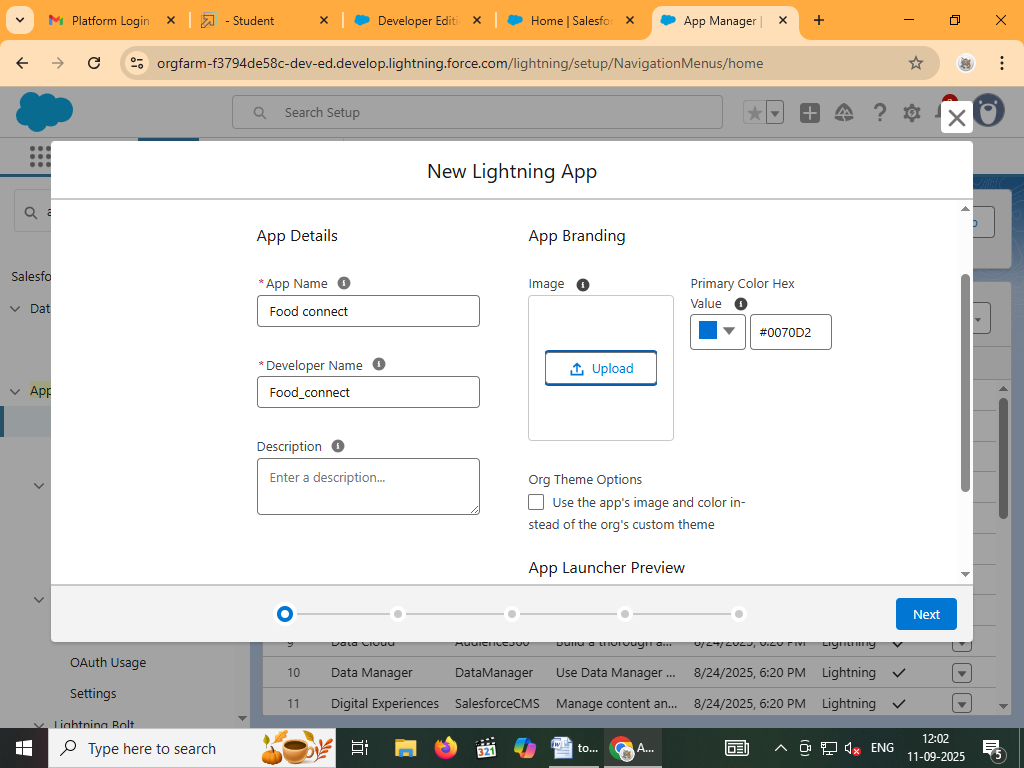 Platform Login
- Student
Developer Editi
Home | Salesfo
App Manager |
orgfarm-f3794de58c-dev-ed.develop.lightning.force.com/lightning/setup/NavigationMenus/home
Search Setup
New Lightning App
Salesfo
Dat
App
App Details
App Branding
*App Name
Food connect
*Developer Name
Food_connect
Description
Enter a description...
Image
Upload
Primary Color Hex
Value
#0070D2
Org Theme Options
Use the app's image and color in-
stead of the org's custom theme
App Launcher Preview
Next
9 Data Cloud Audience360 Build a thorough a... 8/24/2025, 6:20 PM Lightning
OAuth Usage
10 Data Manager DataManager Use Data Manager ... 8/24/2025, 6:20 PM Lightning
Settings
11 Digital Experiences SalesforceCMS Manage content an... 8/24/2025, 6:20 PM Lightning
Lightning Bolt
Type here to search
321
to...
A...
ENG
12:02
11-09-2025
5